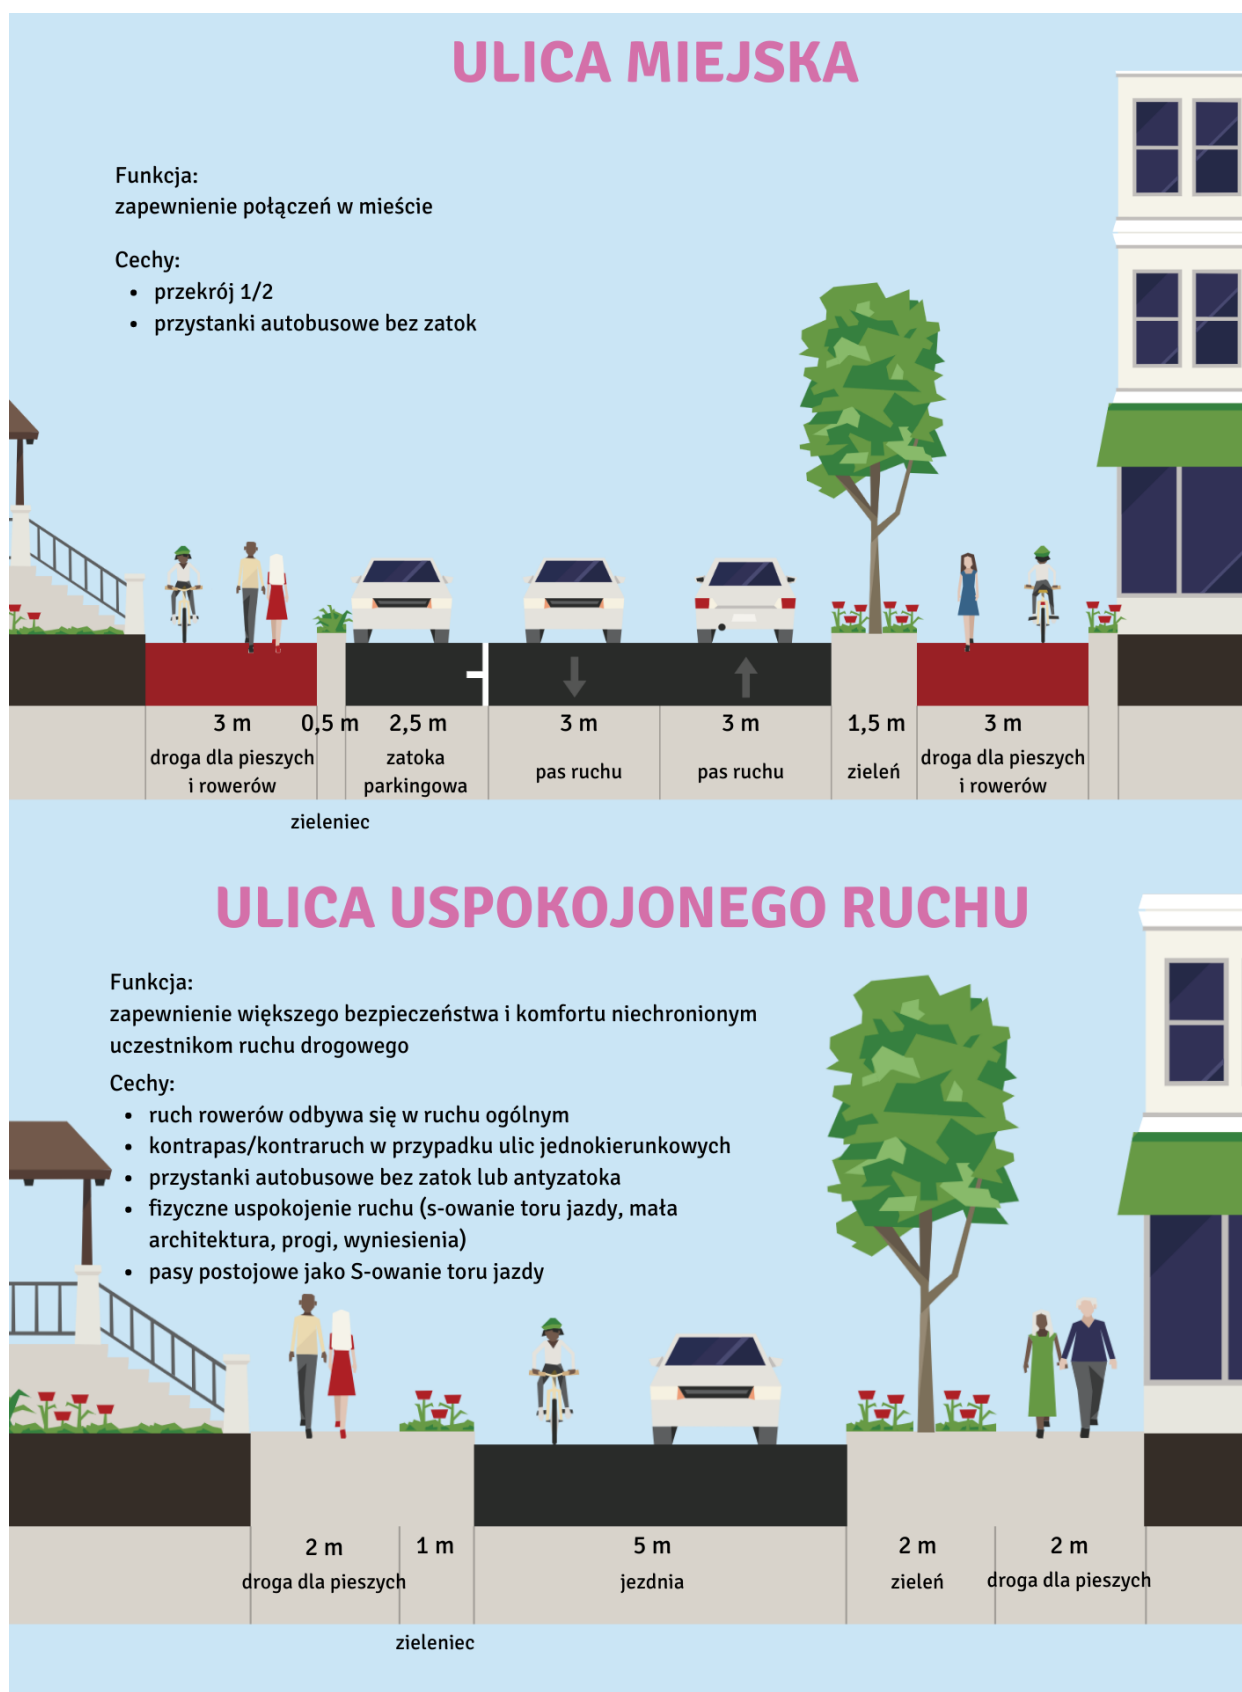 ULICA MIEJSKA
Funkcja:
zapewnienie połączeń w mieście
Cechy:
• przekrój 1/2
• przystanki autobusowe bez zatok
3 m
0,5 m
2,5 m
3 m
3 m
1,5 m
3 m
droga dla pieszych
i rowerów
zatoka
parkingowa
pas ruchu
pas ruchu
zieleń
droga dla pieszych
i rowerów
zieleniec
ULICA USPOKOJONEGO RUCHU
Funkcja:
zapewnienie większego bezpieczeństwa i komfortu niechronionym
uczestnikom ruchu drogowego
Cechy:
• ruch rowerów odbywa się w ruchu ogólnym
• kontrapas/kontraruch w przypadku ulic jednokierunkowych
• przystanki autobusowe bez zatok lub antyzatoka
• fizyczne uspokojenie ruchu (s-owanie toru jazdy, mała
architektura, progi, wyniesienia)
• pasy postojowe jako S-owanie toru jazdy
2 m
1 m
5 m
2 m
2 m
droga dla pieszych
jezdnia
zieleń
droga dla pieszych
zieleniec